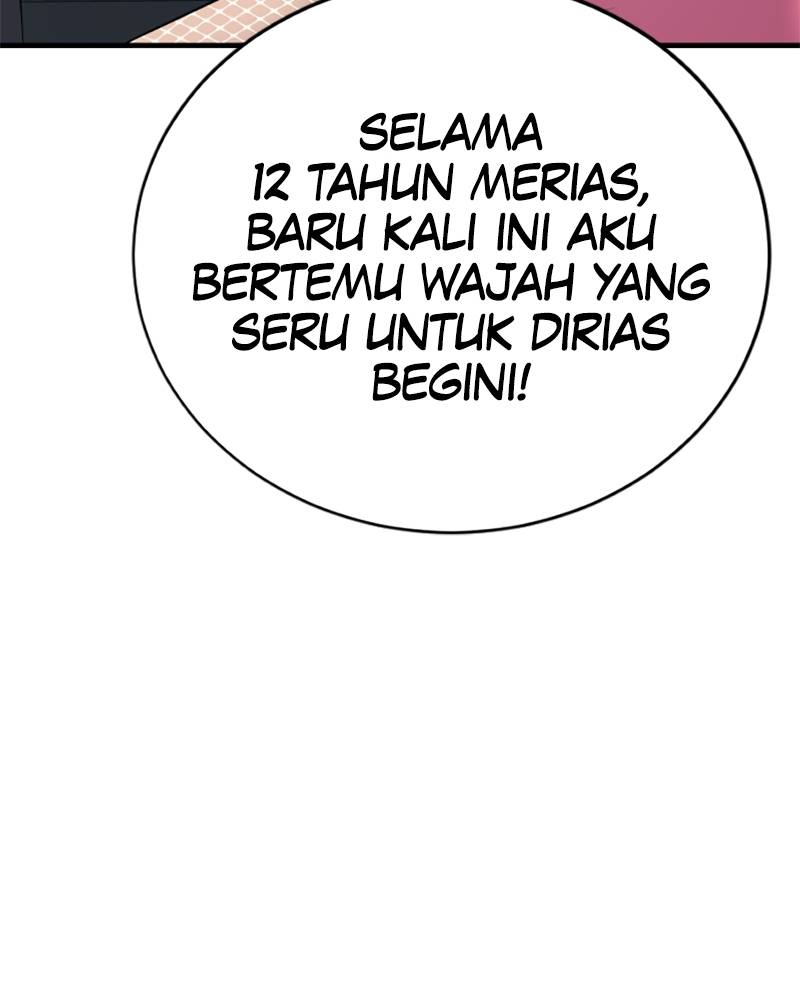 SELAMA
12 TAHUN MERIAS,
BARU KALI INI AKU
BERTEMU WAJAH YANG
SERU UNTUK DIRIAS
BEGINI!